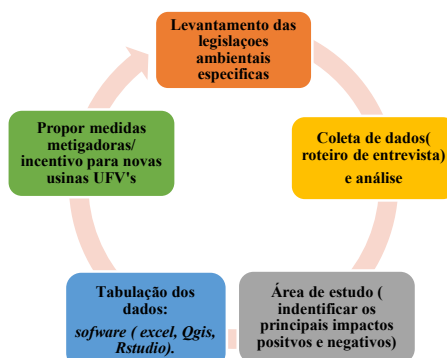 Levantamento das
legislaçoes
ambientais
especificas
Coleta de dados(
roteiro de entrevista)
e análise
Área de estudo (
indentificar os
principais impactos
positvos e negativos)
Tabulação dos
dados:
sofware ( excel, Qgis,
Rstudio).
Propor medidas
metigadoras/
incentivo para novas
usinas UFV's